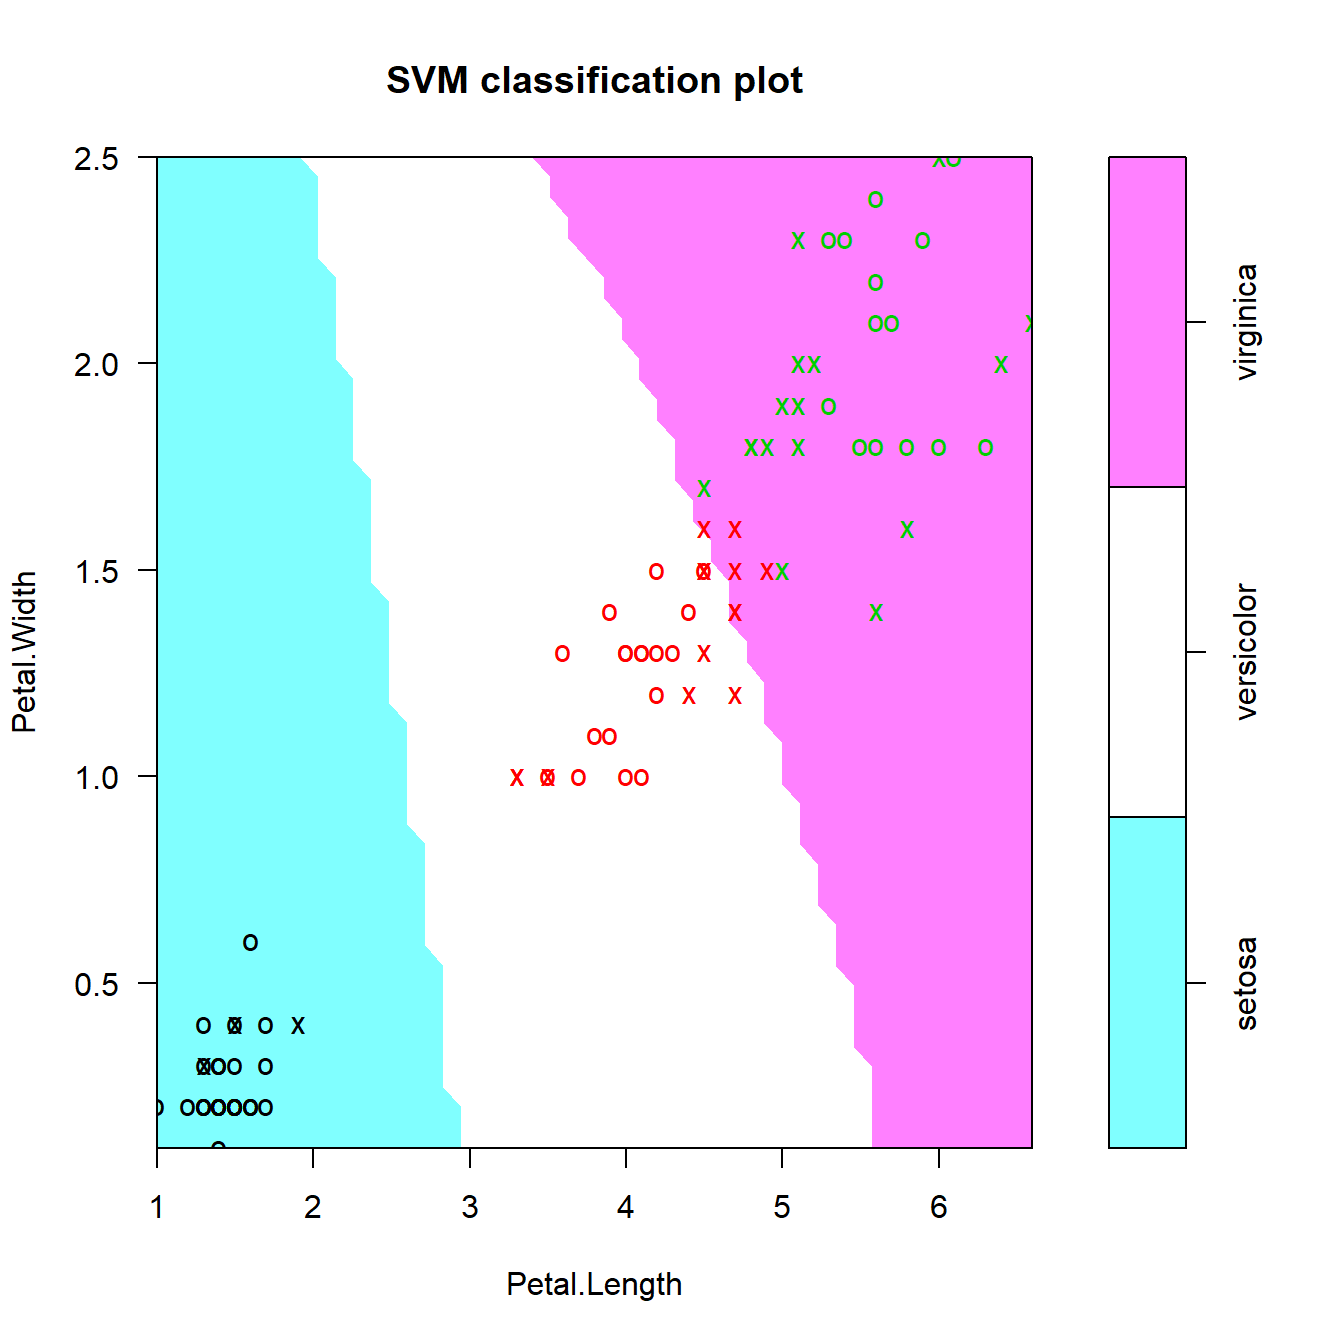 SVM classification plot
2.5
2.0
1.5
1.0
0.5
Petal.Width
1 2 3 4 5 6
Petal.Length
virginica
versicolor
setosa